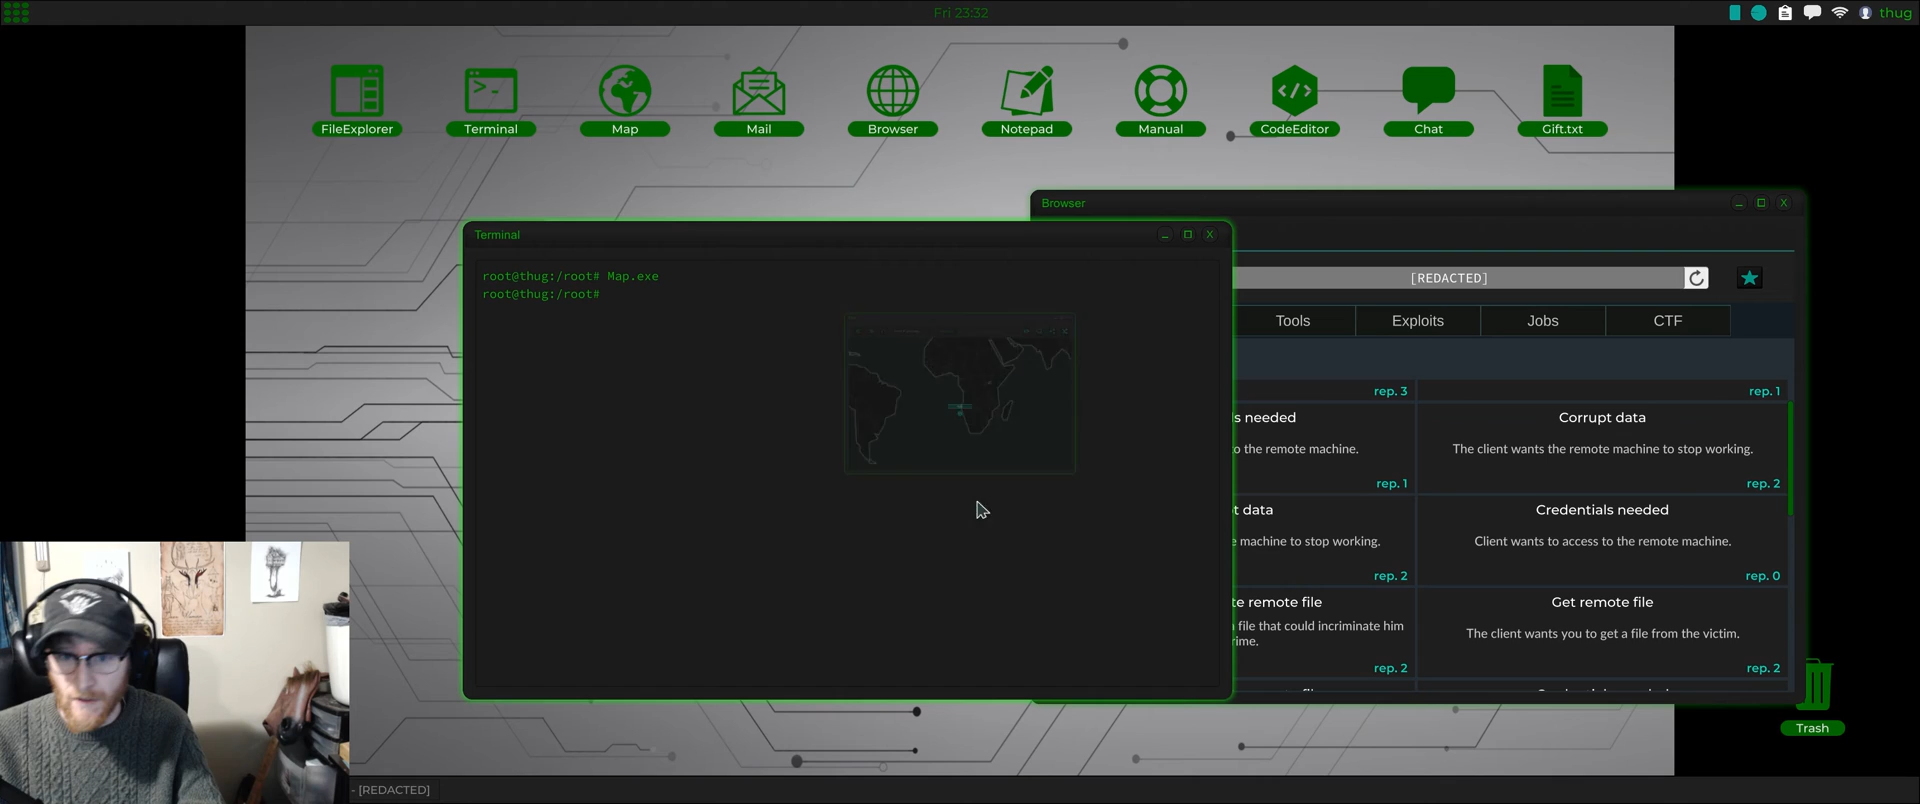 Fri 23:32
thug
FileExplorer
Terminal
Map
Mail
Browser
Notepad
Manual
CodeEditor
Chat
Gift.txt
Browser
[REDACTED]
Tools
Exploits
Jobs
CTF
rep. 3
rep. 1
s needed
Corrupt data
o the remote machine.
The client wants the remote machine to stop working.
rep. 1
rep. 2
t data
Credentials needed
e machine to stop working.
Client wants to access to the remote machine.
rep. 2
rep. 0
te remote file
Get remote file
file that could incriminate him
rime.
The client wants you to get a file from the victim.
rep. 2
rep. 2
Terminal
root@thug:/root# Map.exe
root@thug:/root#
Trash
- [REDACTED]